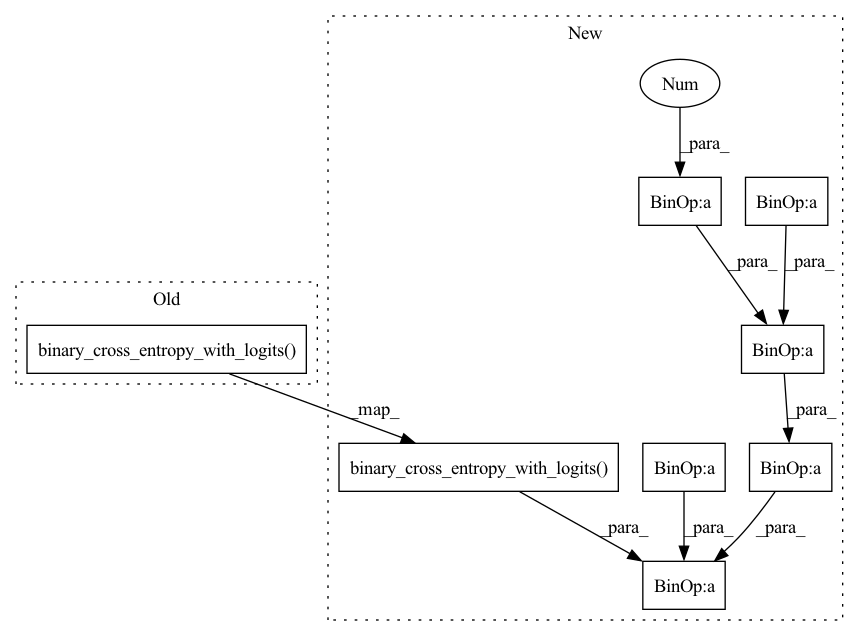 New
Num
_para_
BinOp:a
BinOp:a
_para_
_para_
Old
binary_cross_entropy_with_logits()
BinOp:a
_map_
_para_
binary_cross_entropy_with_logits()
BinOp:a
BinOp:a
_para_
_para_
_para_
BinOp:a